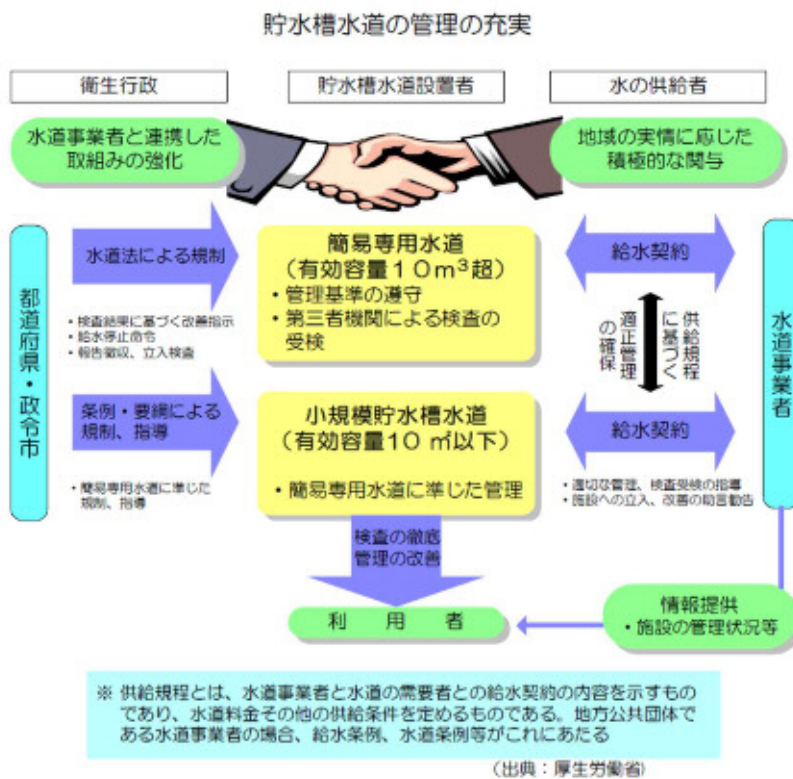 貯水槽水道の管理の充実
衛生行政
貯水槽水道設置者
水の供給者
水道事業者と連携した
取組みの強化
地域の実情に応じた
積極的な関与
都道府県・政令市
水道法による規制
・検査結果に基づく改善指示
・給水停止命令
・報告徴収、立入検査
簡易専用水道
(有効容量10m³超)
・管理基準の遵守
・第三者機関による検査の
受検
給水契約
供給規程
に基づく
適正管理
の確保
水道事業者
条例・要綱による
規制、指導
・簡易専用水道に準じた
規制、指導
小規模貯水槽水道
(有効容量10 ㎥以下)
・簡易専用水道に準じた管理
給水契約
・適切な管理、検査受検の指導
・施設への立入、改善の助言勧告
検査の徹底
管理の改善
利用者
情報提供
・施設の管理状況等
※ 供給規程とは、水道事業者と水道の需要者との給水契約の内容を示すもの
であり、水道料金その他の供給条件を定めるものである。地方公共団体で
ある水道事業者の場合、給水条例、水道条例等がこれにあたる
(出典：厚生労働省)